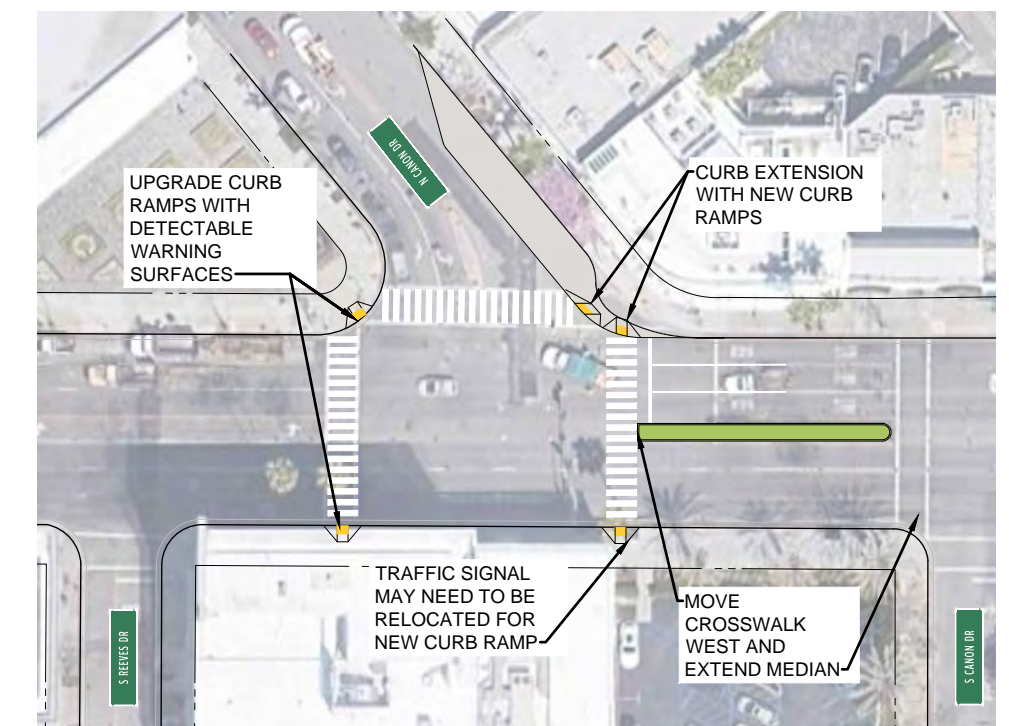 N CANON DR
UPGRADE CURB
RAMPS WITH
DETECTABLE
WARNING
SURFACES
CURB EXTENSION
WITH NEW CURB
RAMPS
TRAFFIC SIGNAL
MAY NEED TO BE
RELOCATED FOR
NEW CURB RAMP
MOVE
CROSSWALK
WEST AND
EXTEND MEDIAN
S REEVES DR
S CANON DR